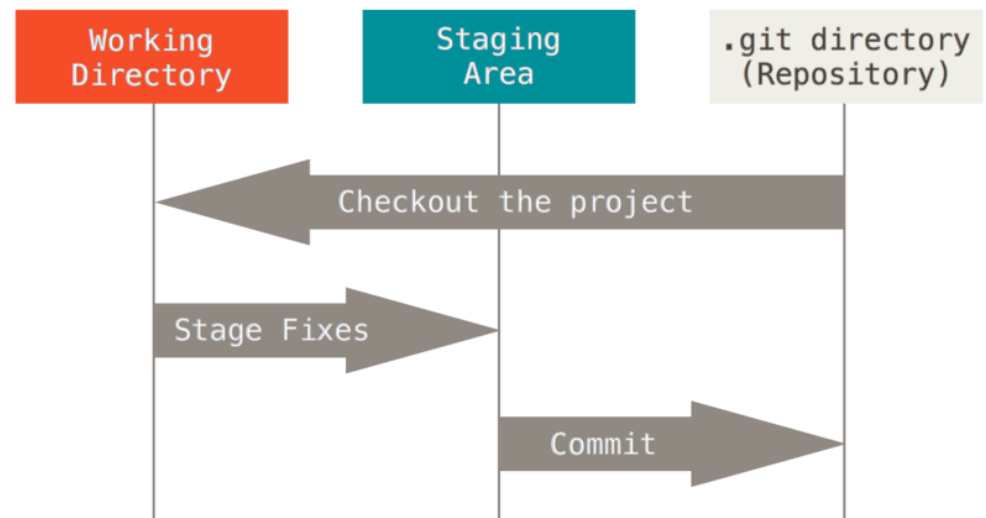 Working
Directory
Staging
Area
.git directory
(Repository)
Checkout the project
Stage Fixes
Commit